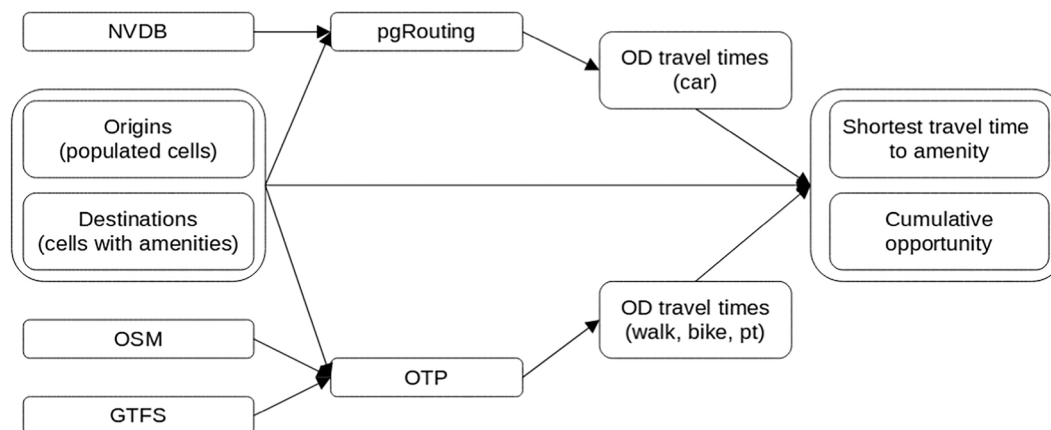 NVDB
pgRouting
OD travel times
(car)
Origins
(populated cells)
Destinations
(cells with amenities)
Shortest travel time
to amenity
Cumulative
opportunity
OSM
GTFS
OTP
OD travel times
(walk, bike, pt)